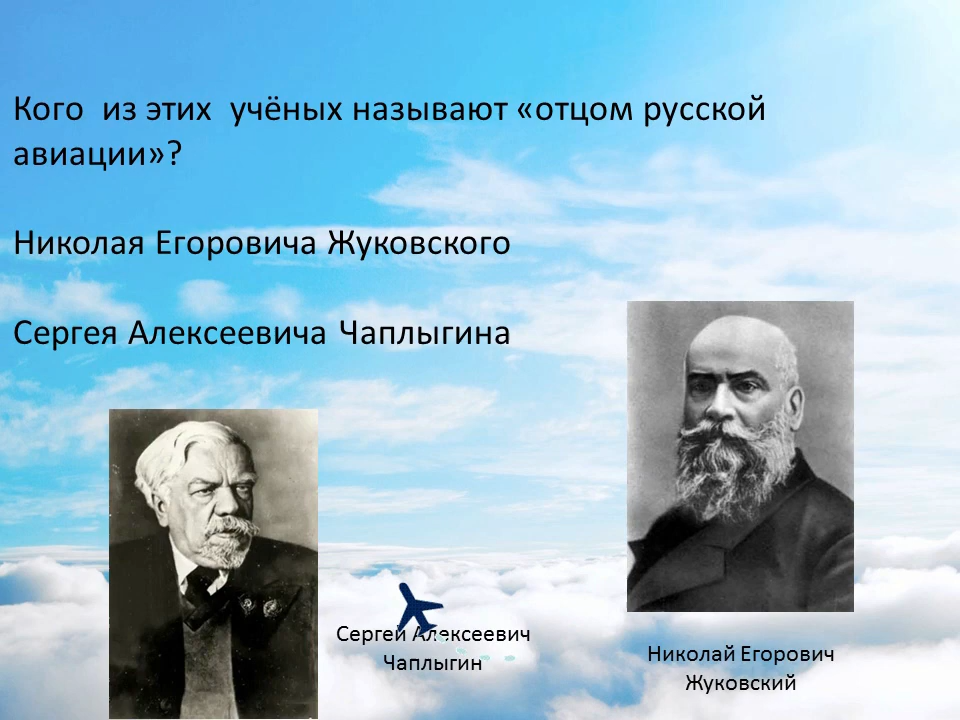 Кого из этих учёных называют «отцом русской
авиации»?
Николая Егоровича Жуковского
Сергея Алексеевича Чаплыгина
Сергей Алексеевич
Чаплыгин
Николай Егорович
Жуковский